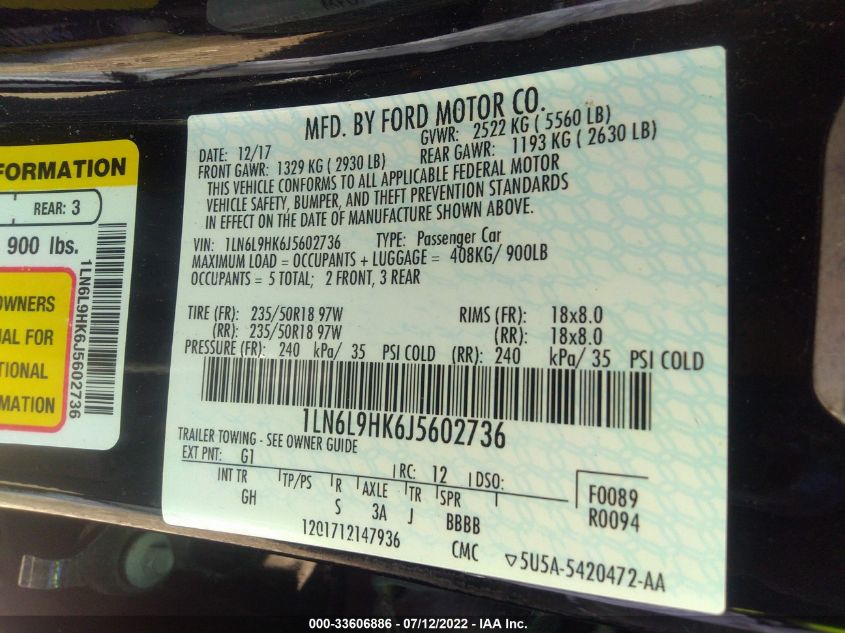 FORMATION
REAR: 3
900 lbs.
OWNERS
UAL FOR
TIONAL
RMATION
1LN6L9HK6J5602736
MFD. BY FORD MOTOR CO.
DATE: 12/17 GVWR: 2522 KG ( 5560 LB)
FRONT GAWR: 1329 KG ( 2930 LB) REAR GAWR: 1193 KG ( 2630 LB)
THIS VEHICLE CONFORMS TO ALL APPLICABLE FEDERAL MOTOR
VEHICLE SAFETY, BUMPER, AND THEFT PREVENTION STANDARDS
IN EFFECT ON THE DATE OF MANUFACTURE SHOWN ABOVE.
VIN: 1LN6L9HK6J5602736 TYPE: Passenger Car
MAXIMUM LOAD = OCCUPANTS + LUGGAGE = 408KG/ 900LB
OCCUPANTS = 5 TOTAL; 2 FRONT, 3 REAR
TIRE (FR): 235/50R18 97W RIMS (FR): 18x8.0
(RR): 235/50R18 97W (RR): 18x8.0
PRESSURE (FR): 240 kPa/ 35 PSI COLD (RR): 240 kPa/ 35 PSI COLD
1LN6L9HK6J5602736
TRAILER TOWING - SEE OWNER GUIDE
EXT PNT: G1 RC: 12 DSO:
INT TR TP/PS R AXLE TR SPR F0089
GH S 3A J BBBB R0094
1201712147936 CMC 5U5A-5420472-AA
000-33606886 - 07/12/2022 - IAA Inc.